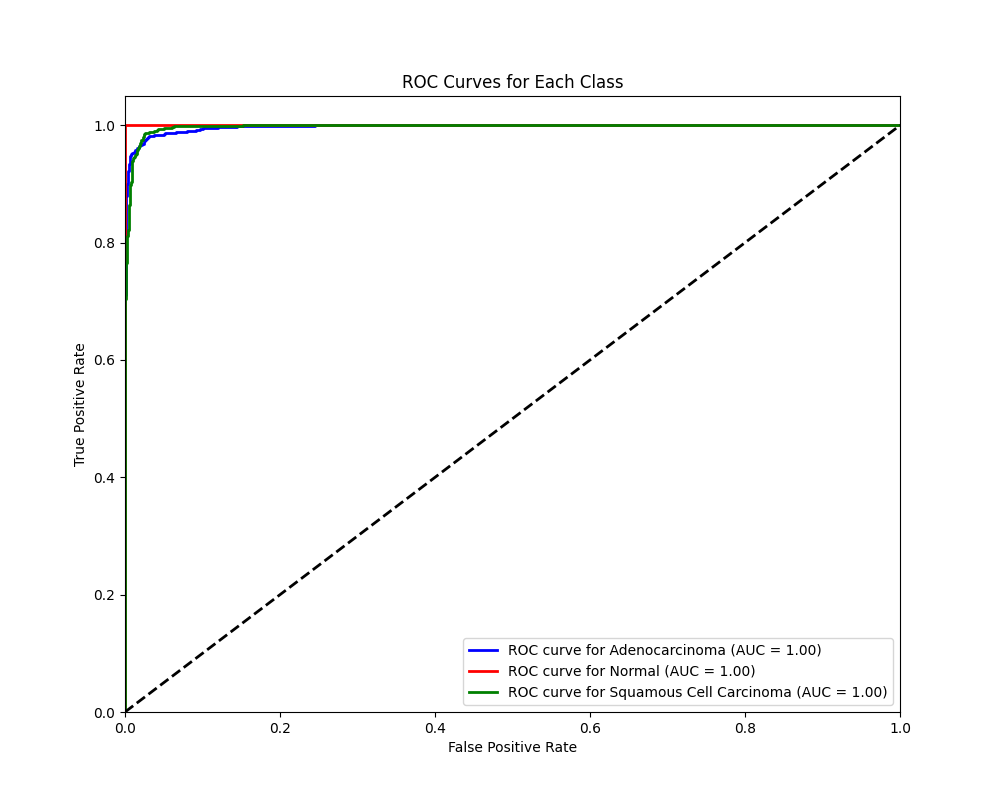 ROC Curves for Each Class
True Positive Rate
1.0
0.8
0.6
0.4
0.2
0.0
ROC curve for Adenocarcinoma (AUC = 1.00)
ROC curve for Normal (AUC = 1.00)
ROC curve for Squamous Cell Carcinoma (AUC = 1.00)
0.0 0.2 0.4 0.6 0.8 1.0
False Positive Rate